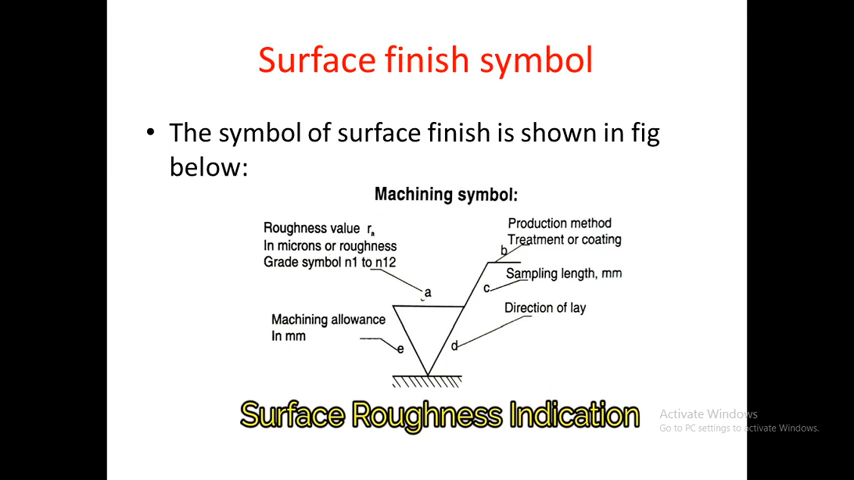 Surface finish symbol
• The symbol of surface finish is shown in fig
below:
Machining symbol:
Roughness value ra
In microns or roughness
Grade symbol n1 to n12
Production method
Treatment or coating
b
Sampling length, mm
c
a
Direction of lay
Machining allowance
In mm
e
d
Surface Roughness Indication
Activate Windows
Go to PC settings to activate Windows.